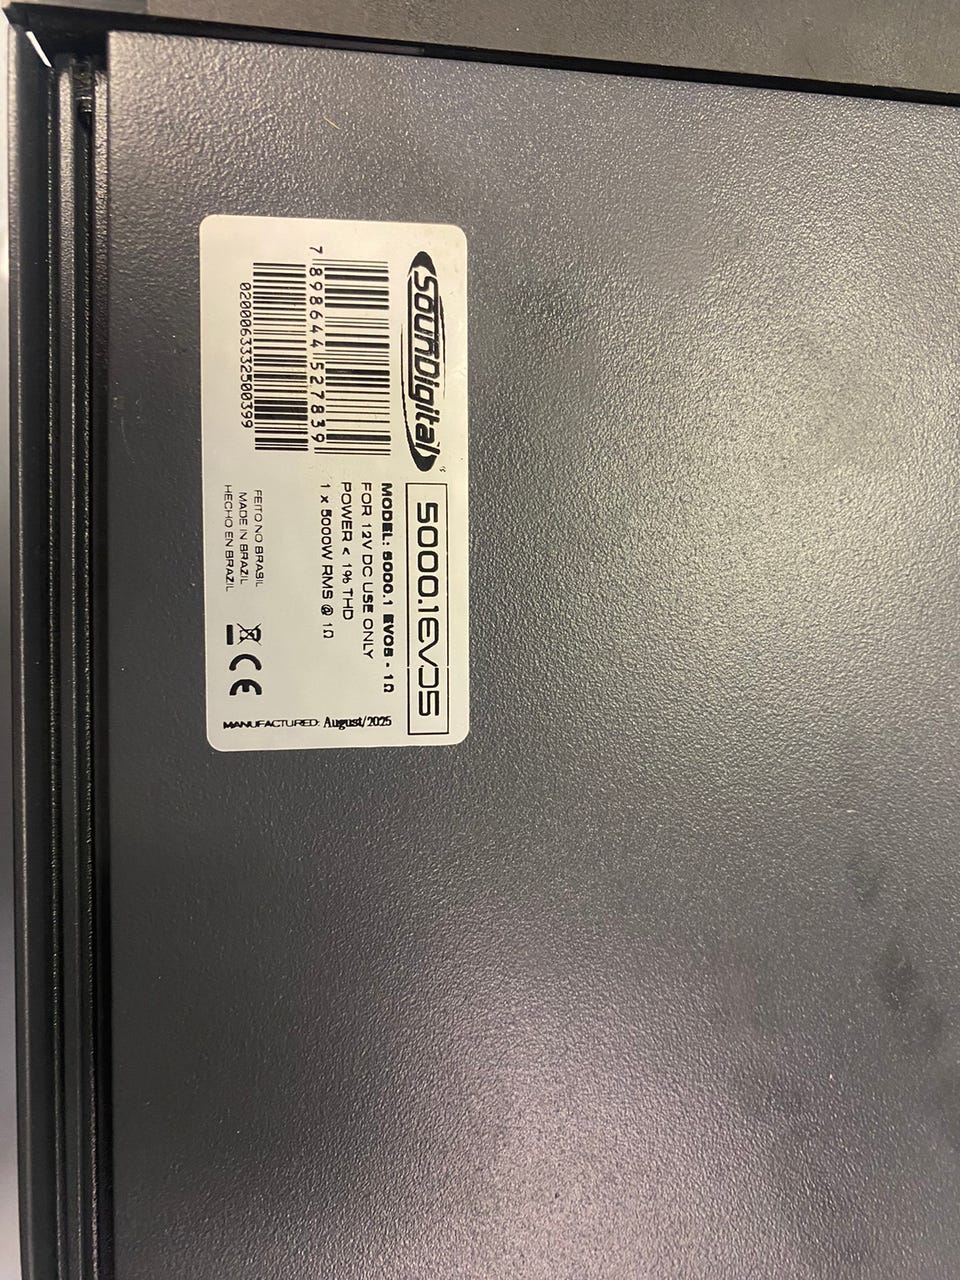 SounDigital
5000.1EVO5
7 898644 527839
0200063332500399
MODEL: 5000.1 EVO5 - 1Ω
FOR 12V DC USE ONLY
POWER < 1% THD
1 x 5000W RMS @ 1Ω
FEITO NO BRASIL
MADE IN BRAZIL
HECHO EN BRAZIL
CE
MANUFACTURED: August/2025